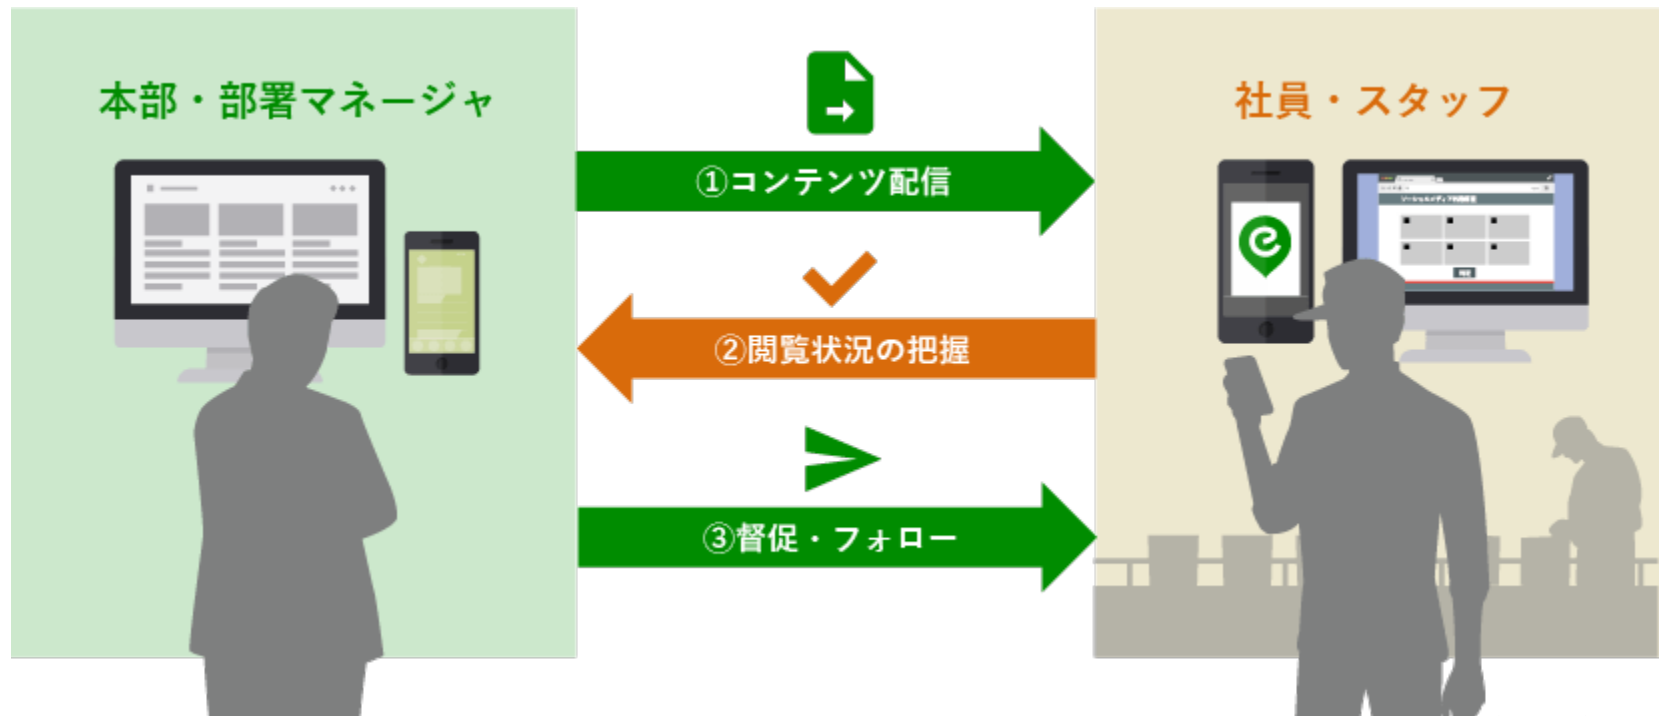 本部・部署マネージャ
社員・スタッフ
①コンテンツ配信
②閲覧状況の把握
③督促・フォロー